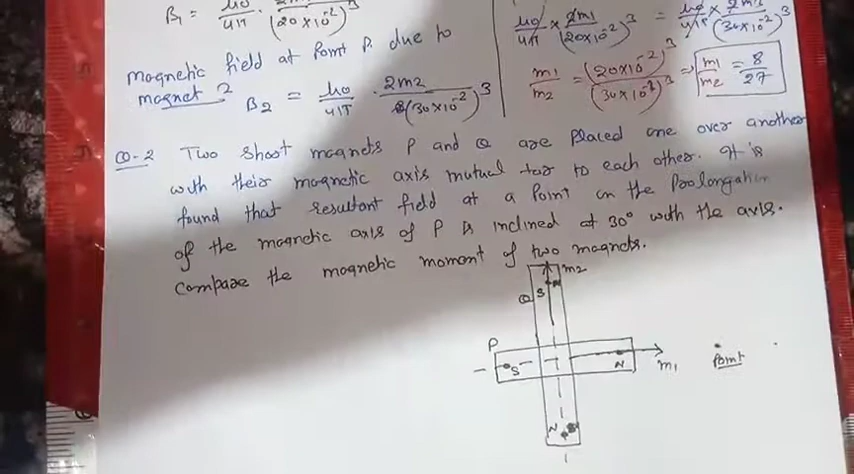 B₁ = μ₀/4π · (20×10⁻²)³
magnetic field at Point P due to
magnet 2 B₂ = μ₀/4π · 2m₂/(30×10⁻²)³
μ₀/4π × 2m₁/(20×10⁻²)³ = μ₀/4π × 2m₂/(30×10⁻²)³
m₁/m₂ = (20×10⁻²)³/(30×10⁻²)³ ⇒ m₁/m₂ = 8/27
Q-2 Two Short magnets P and Q are placed one over another
with their magnetic axis mutual ter to each other. It is
found that resultant field at a Point on the Prolongation
of the magnetic axis of P is inclined at 30° with the axis.
Compare the magnetic moment of two magnets.
m₂
Q S
P
S N m₁ Point
N